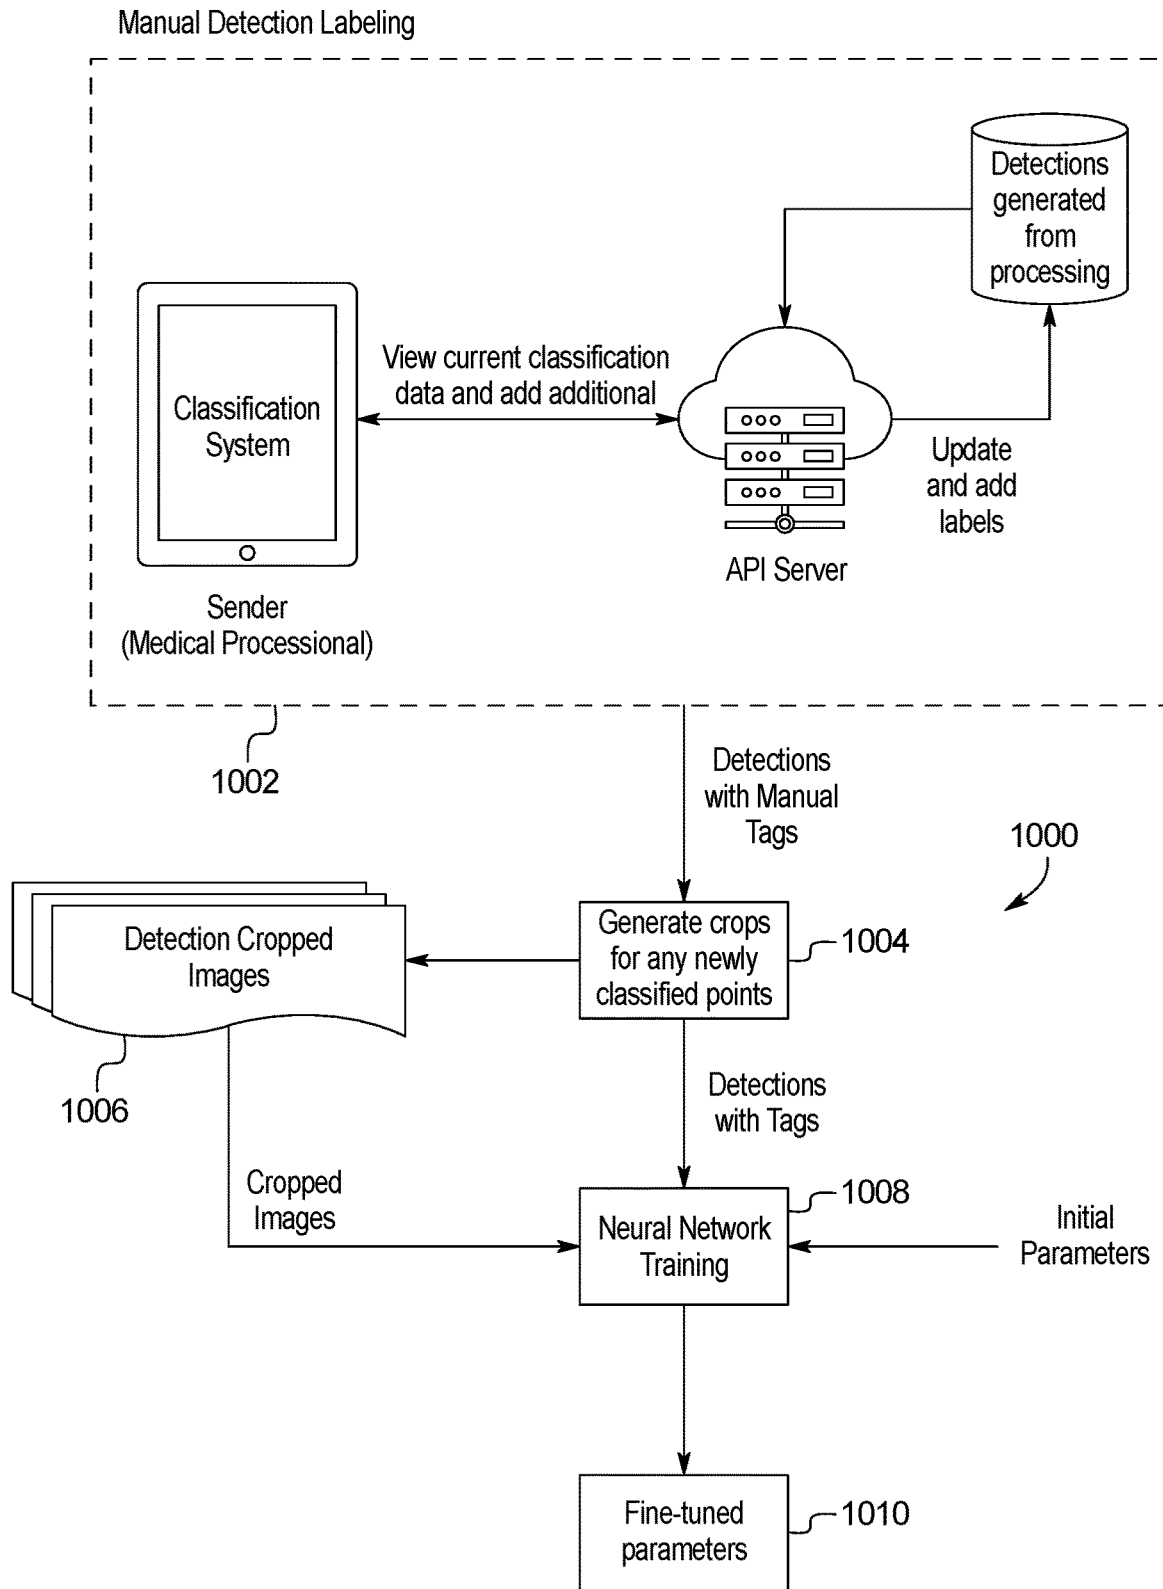 Manual Detection Labeling
Detections
generated
from
processing
View current classification
data and add additional
Classification
System
Update
and add
labels
API Server
Sender
(Medical Processional)
1002
Detections
with Manual
Tags
1000
Generate crops
for any newly
classified points
1004
Detection Cropped
Images
1006
Detections
with Tags
Cropped
Images
1008
Neural Network
Training
Initial
Parameters
Fine-tuned
parameters
1010